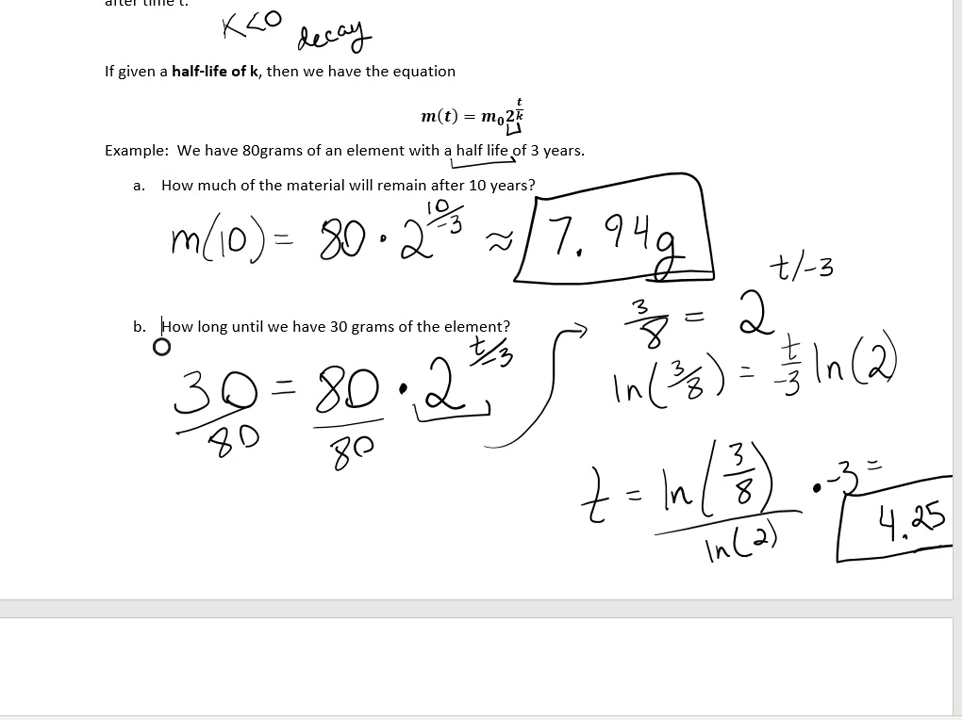 after time t.
K<0 decay
If given a half-life of k, then we have the equation
m(t) = m₀2^(t/k)
Example: We have 80grams of an element with a half life of 3 years.
a. How much of the material will remain after 10 years?
m(10) = 80 · 2^(10/-3) ≈ 7.94g
b. How long until we have 30 grams of the element?
30/80 = 80/80 · 2^(t/-3)
3/8 = 2^(t/-3)
ln(3/8) = t/-3 ln(2)
t = ln(3/8)/ln(2) · -3 =
4.25